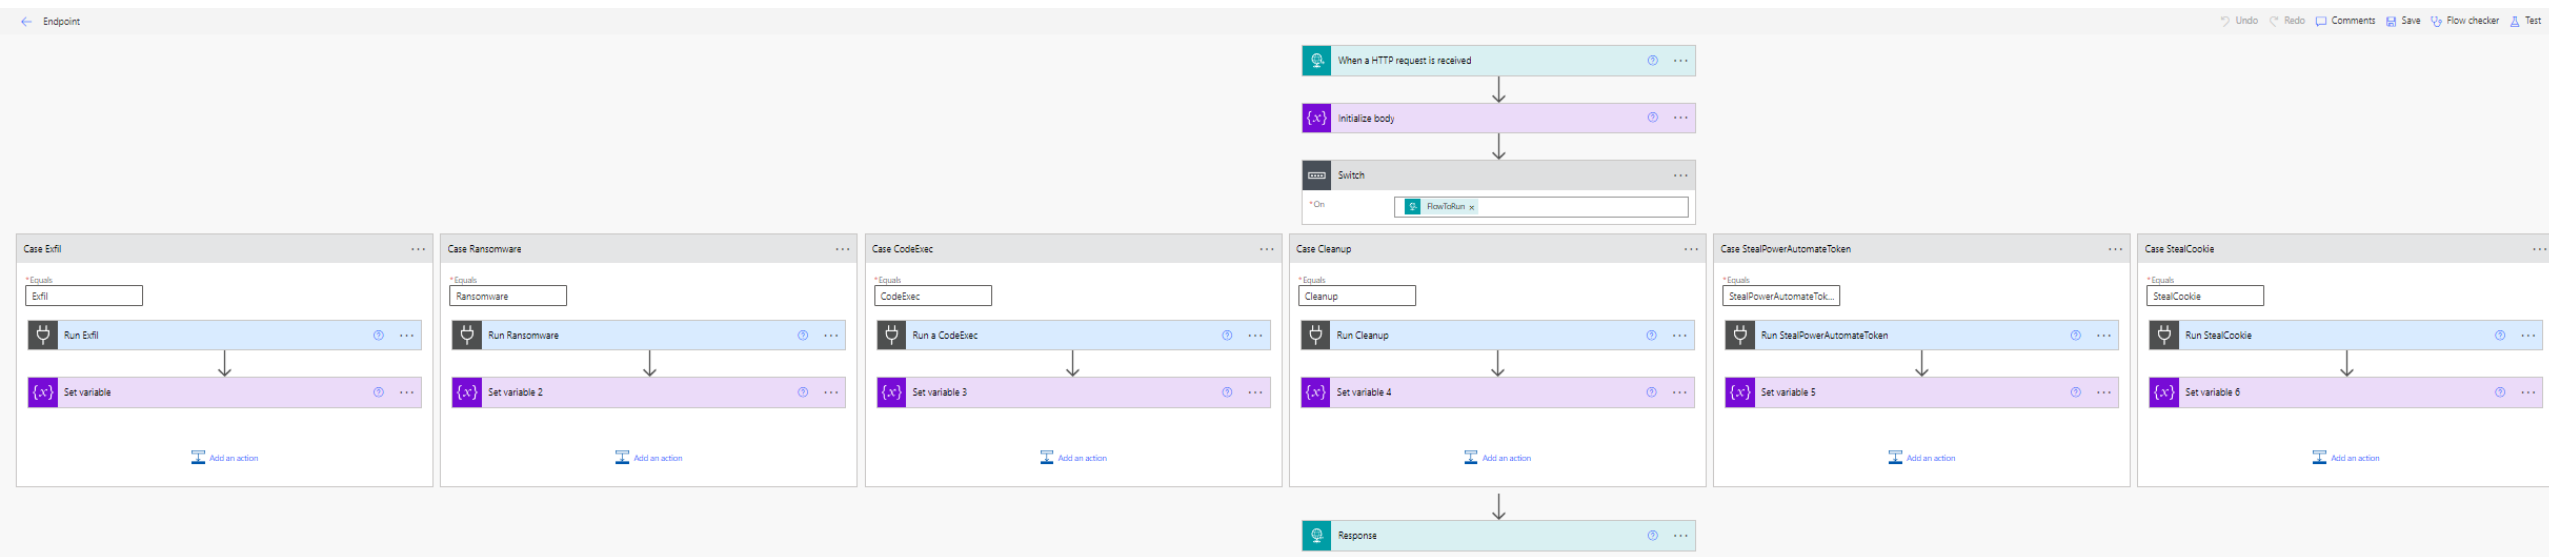 Endpoint
Undo Redo Comments Save Flow checker Test
When a HTTP request is received
{x} Initialize body
Switch
*On FlowToRun x
Case Exfil
*Equals
Exfil
Run Exfil
{x} Set variable
Add an action
Case Ransomware
*Equals
Ransomware
Run Ransomware
{x} Set variable 2
Add an action
Case CodeExec
*Equals
CodeExec
Run a CodeExec
{x} Set variable 3
Add an action
Case Cleanup
*Equals
Cleanup
Run Cleanup
{x} Set variable 4
Add an action
Case StealPowerAutomateToken
*Equals
StealPowerAutomateTok...
Run StealPowerAutomateToken
{x} Set variable 5
Add an action
Case StealCookie
*Equals
StealCookie
Run StealCookie
{x} Set variable 6
Add an action
Response